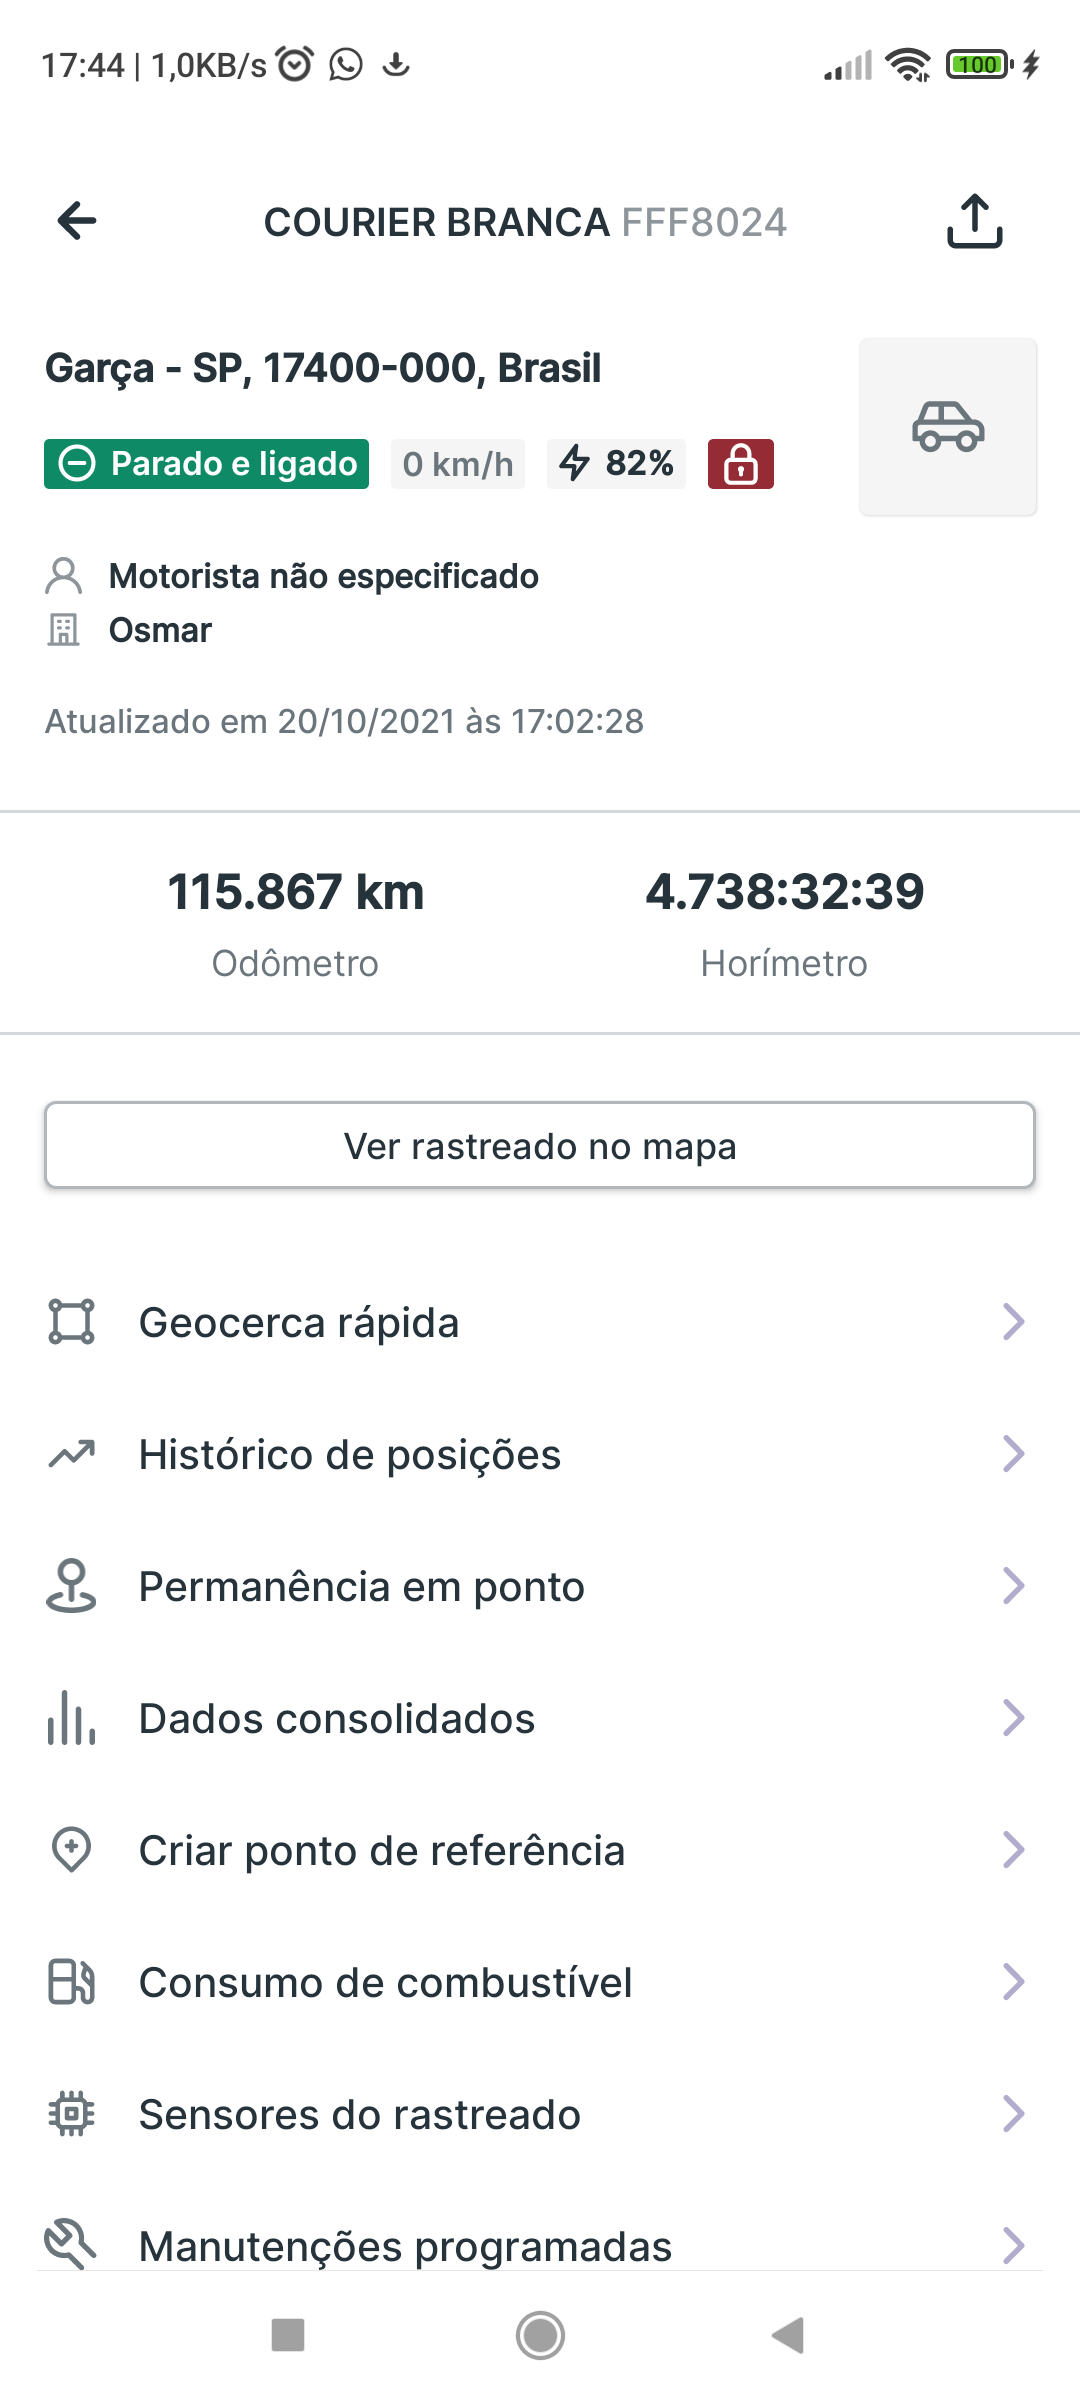 17:44 | 1,0KB/s
100
COURIER BRANCA FFF8024
Garça - SP, 17400-000, Brasil
Parado e ligado 0 km/h 82%
Motorista não especificado
Osmar
Atualizado em 20/10/2021 às 17:02:28
115.867 km 4.738:32:39
Odômetro Horímetro
Ver rastreado no mapa
Geocerca rápida
Histórico de posições
Permanência em ponto
Dados consolidados
Criar ponto de referência
Consumo de combustível
Sensores do rastreado
Manutenções programadas